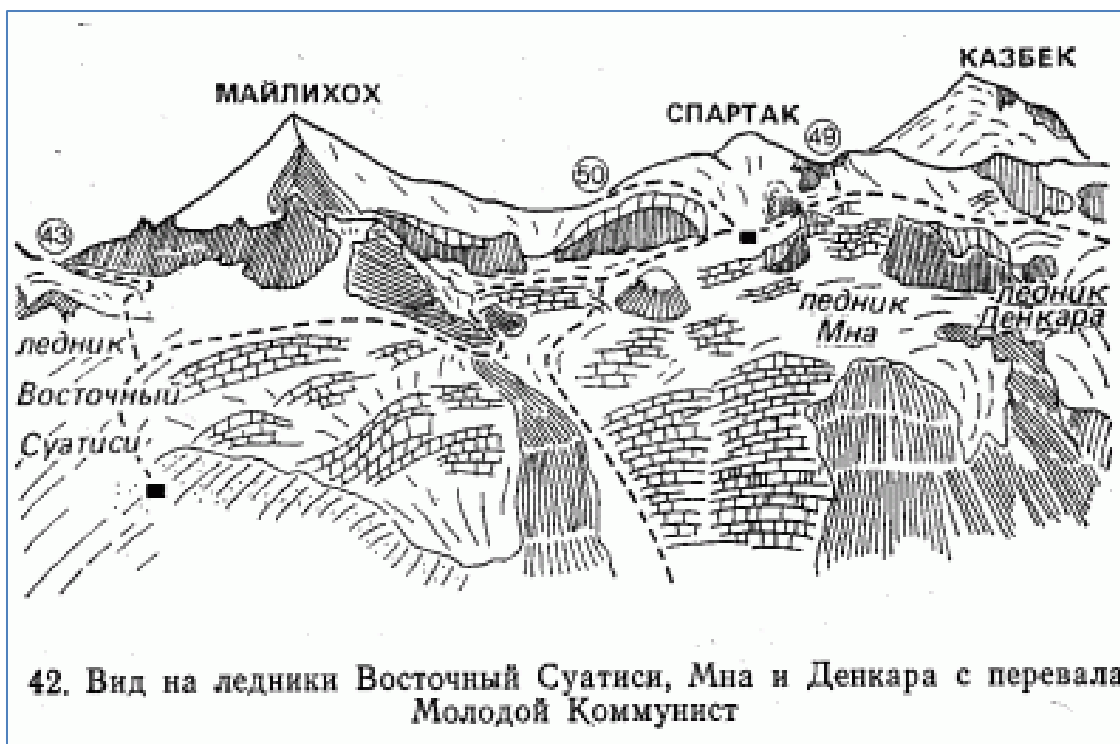 КАЗБЕК
МАЙЛИХОХ
СПАРТАК
49
50
43
ледник
Мна
ледник
Денкара
ледник
Восточный
Суатиси
42. Вид на ледники Восточный Суатиси, Мна и Денкара с перевала
Молодой Коммунист